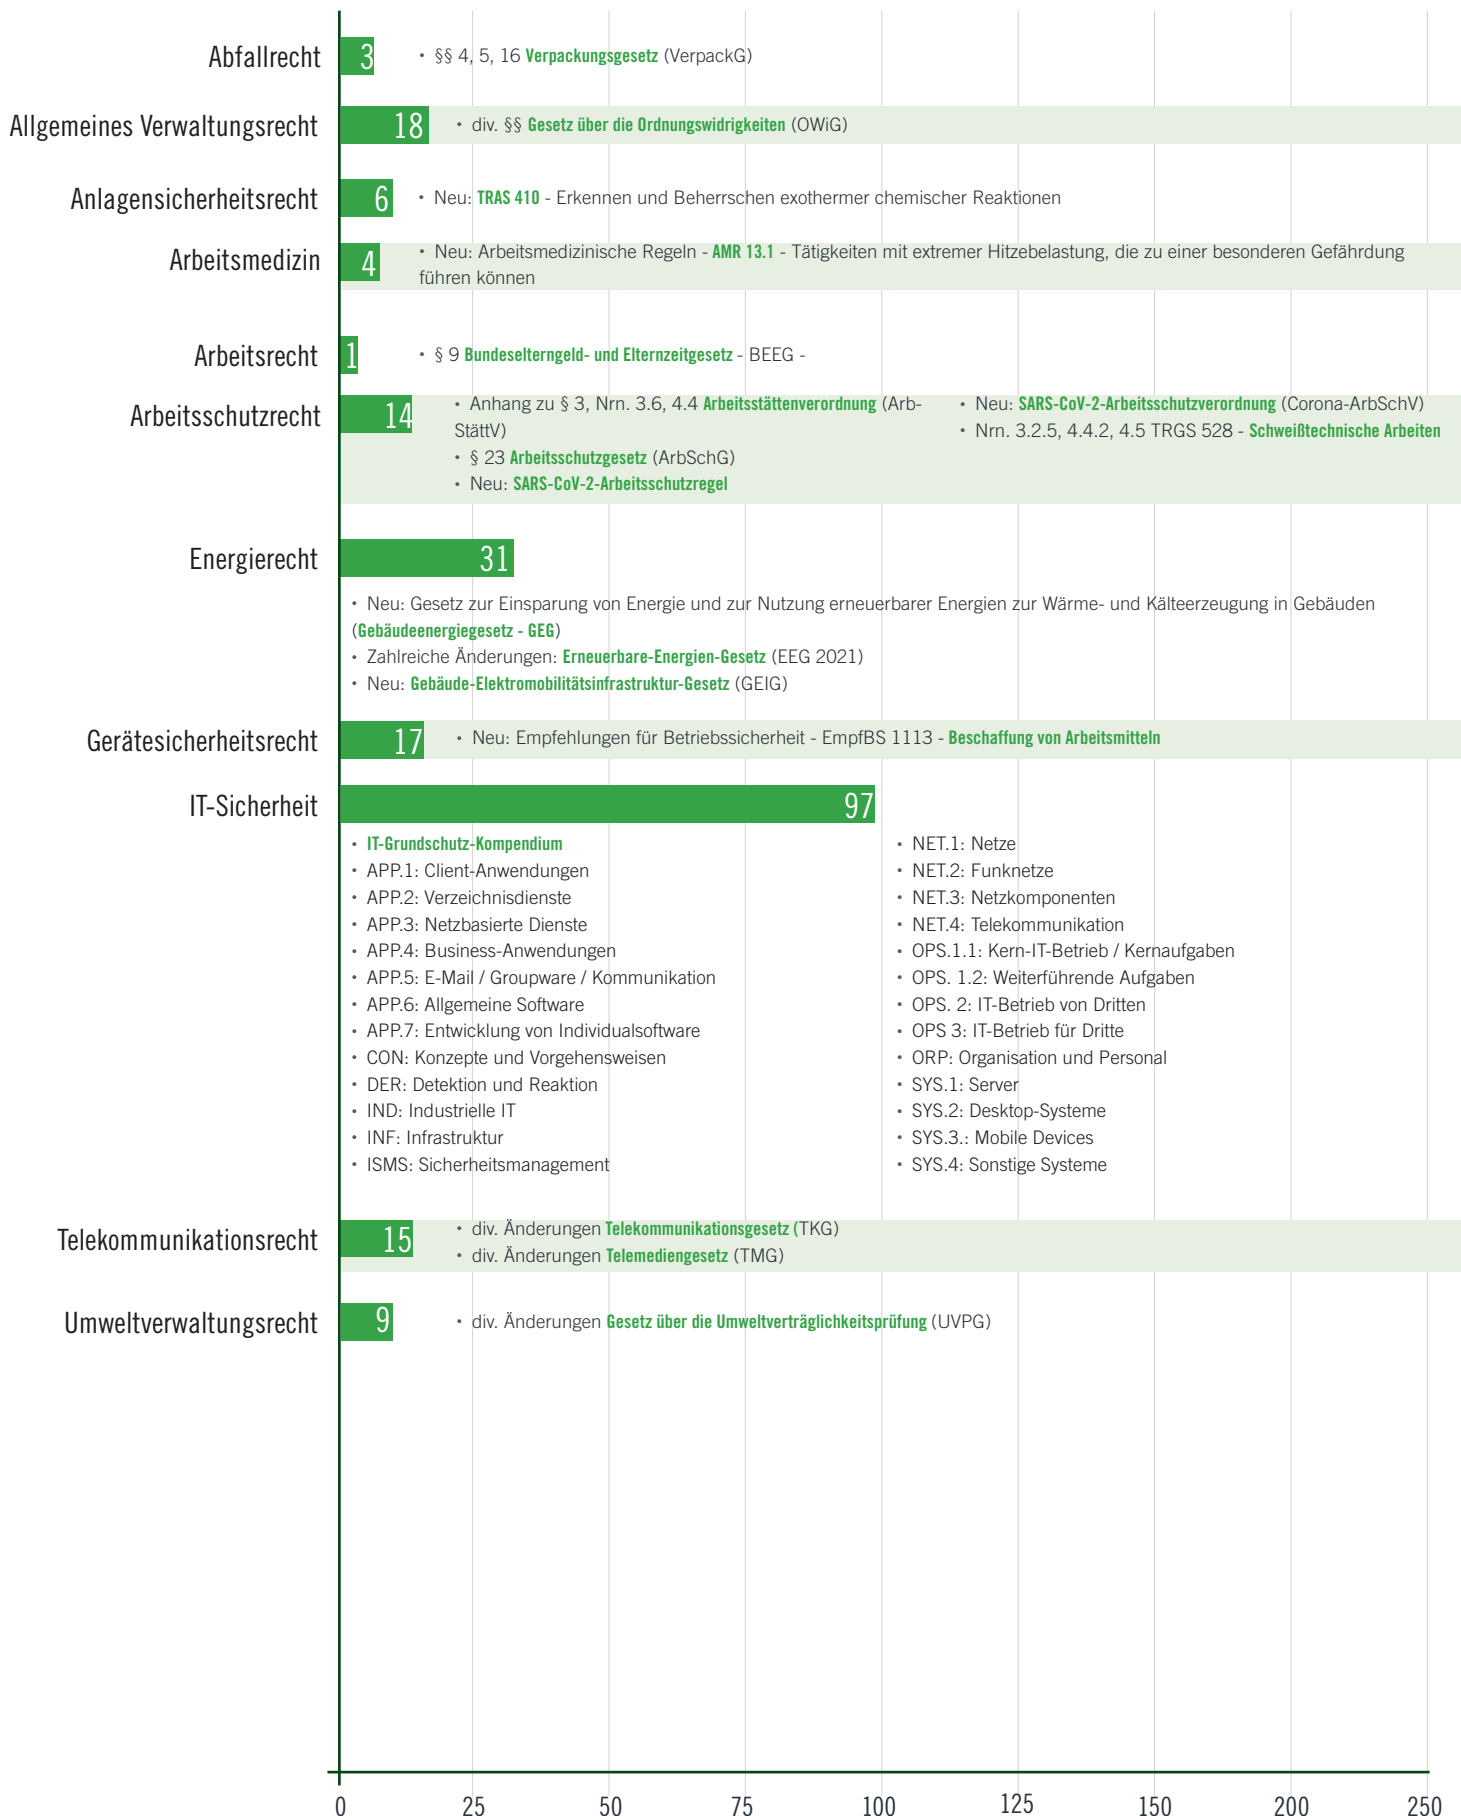 Abfallrecht
3
• §§ 4, 5, 16 Verpackungsgesetz (VerpackG)
Allgemeines Verwaltungsrecht
18
• div. §§ Gesetz über die Ordnungswidrigkeiten (OWiG)
Anlagensicherheitsrecht
6
• Neu: TRAS 410 - Erkennen und Beherrschen exothermer chemischer Reaktionen
Arbeitsmedizin
4
• Neu: Arbeitsmedizinische Regeln - AMR 13.1 - Tätigkeiten mit extremer Hitzebelastung, die zu einer besonderen Gefährdung
führen können
Arbeitsrecht
1
• § 9 Bundeselterngeld- und Elternzeitgesetz - BEEG -
Arbeitsschutzrecht
14
• Anhang zu § 3, Nrn. 3.6, 4.4 Arbeitsstättenverordnung (Arb-
StättV)
• § 23 Arbeitsschutzgesetz (ArbSchG)
• Neu: SARS-CoV-2-Arbeitsschutzregel
• Neu: SARS-CoV-2-Arbeitsschutzverordnung (Corona-ArbSchV)
• Nrn. 3.2.5, 4.4.2, 4.5 TRGS 528 - Schweißtechnische Arbeiten
Energierecht
31
• Neu: Gesetz zur Einsparung von Energie und zur Nutzung erneuerbarer Energien zur Wärme- und Kälteerzeugung in Gebäuden
(Gebäudeenergiegesetz - GEG)
• Zahlreiche Änderungen: Erneuerbare-Energien-Gesetz (EEG 2021)
• Neu: Gebäude-Elektromobilitätsinfrastruktur-Gesetz (GEIG)
Gerätesicherheitsrecht
17
• Neu: Empfehlungen für Betriebssicherheit - EmpfBS 1113 - Beschaffung von Arbeitsmitteln
IT-Sicherheit
97
• IT-Grundschutz-Kompendium
• APP.1: Client-Anwendungen
• APP.2: Verzeichnisdienste
• APP.3: Netzbasierte Dienste
• APP.4: Business-Anwendungen
• APP.5: E-Mail / Groupware / Kommunikation
• APP.6: Allgemeine Software
• APP.7: Entwicklung von Individualsoftware
• CON: Konzepte und Vorgehensweisen
• DER: Detektion und Reaktion
• IND: Industrielle IT
• INF: Infrastruktur
• ISMS: Sicherheitsmanagement
• NET.1: Netze
• NET.2: Funknetze
• NET.3: Netzkomponenten
• NET.4: Telekommunikation
• OPS.1.1: Kern-IT-Betrieb / Kernaufgaben
• OPS. 1.2: Weiterführende Aufgaben
• OPS. 2: IT-Betrieb von Dritten
• OPS 3: IT-Betrieb für Dritte
• ORP: Organisation und Personal
• SYS.1: Server
• SYS.2: Desktop-Systeme
• SYS.3.: Mobile Devices
• SYS.4: Sonstige Systeme
Telekommunikationsrecht
15
• div. Änderungen Telekommunikationsgesetz (TKG)
• div. Änderungen Telemediengesetz (TMG)
Umweltverwaltungsrecht
9
• div. Änderungen Gesetz über die Umweltverträglichkeitsprüfung (UVPG)
0 25 50 75 100 125 150 200 250